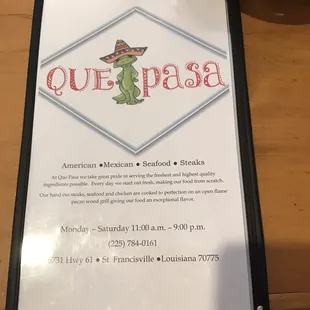 QUE PASA
American ● Mexican ● Seafood ● Steaks
At Que Pasa we take great pride in serving the freshest and highest quality
ingredients possible. Every day we start out fresh, making our food from scratch.
Our hand cut steaks, seafood and chicken are cooked to perfection on an open flame
pecan wood grill giving our food an exceptional flavor.
Monday – Saturday 11:00 a.m. – 9:00 p.m.
(225) 784-0161
Hwy 61 ● St. Francisville ● Louisiana 70775